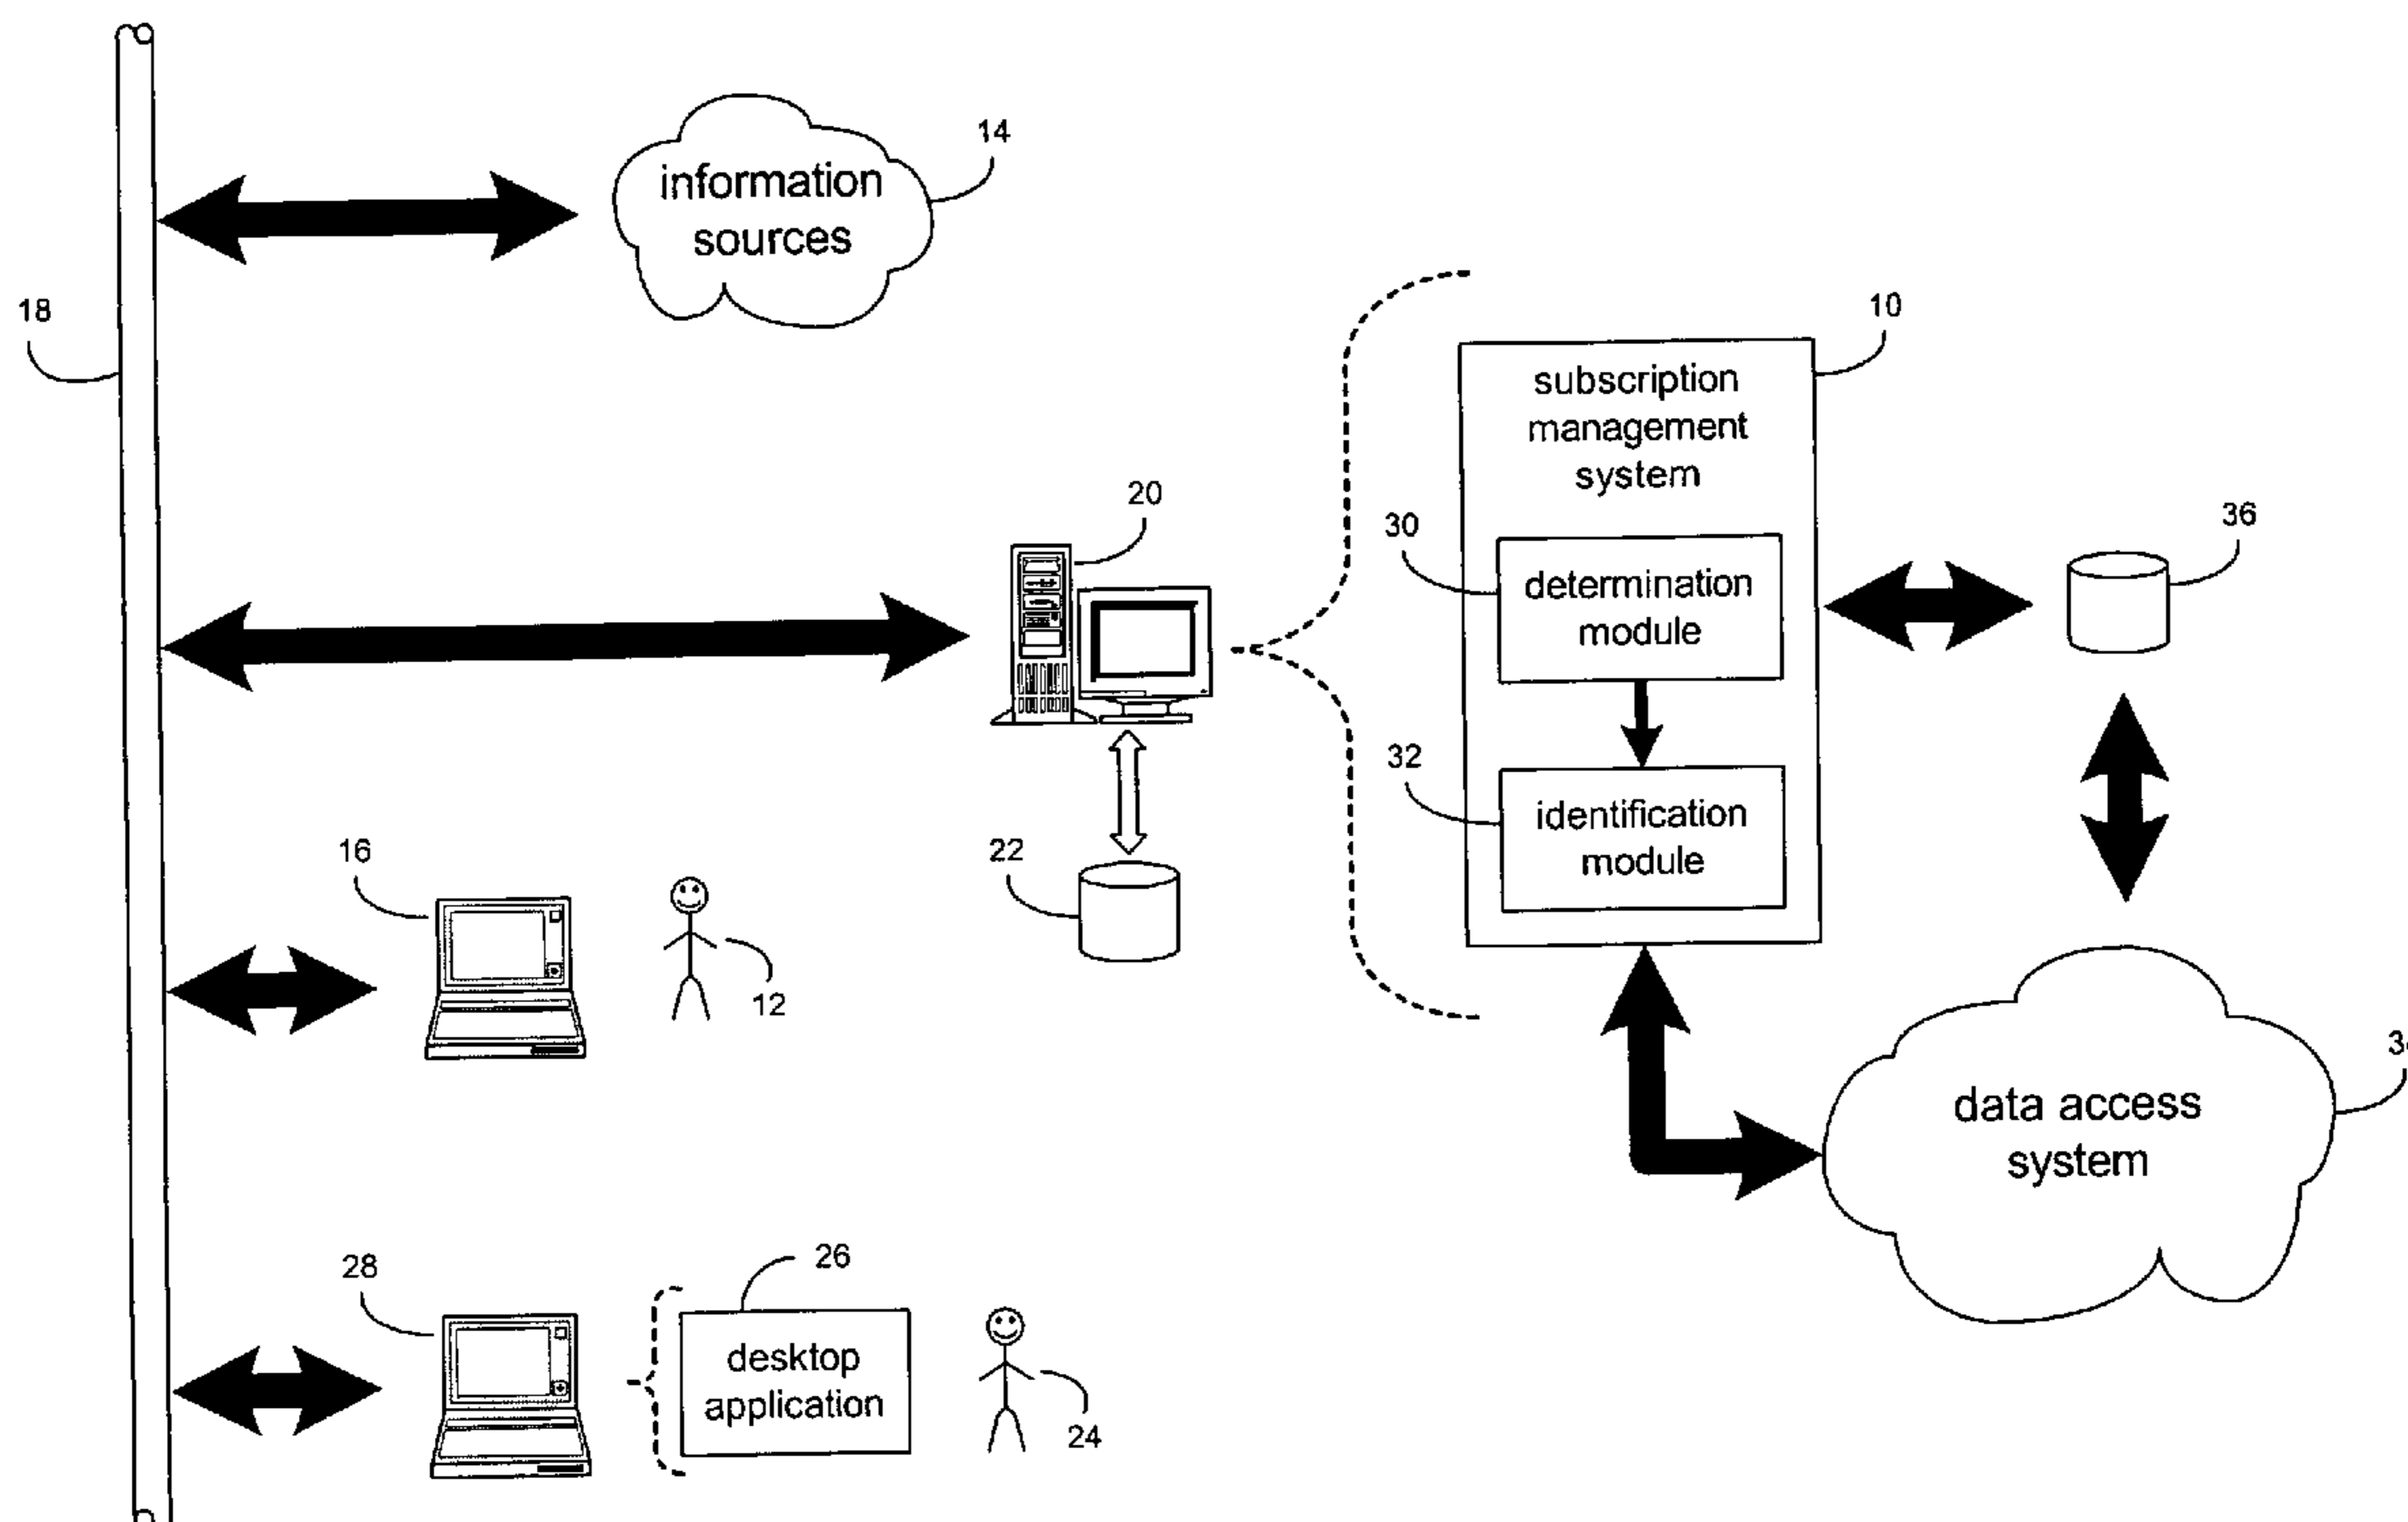 14
information
sources
18
10
subscription
management
system
20
30
36
determination
module
32
identification
module
16
22
12
data access
system
28
26
desktop
application
24